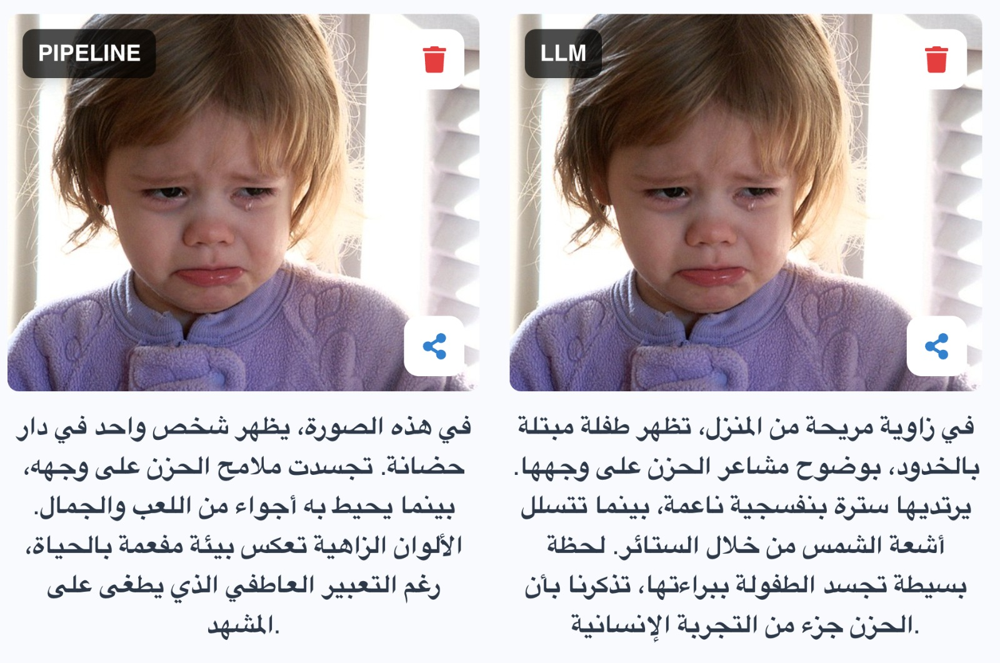 PIPELINE
في هذه الصورة، يظهر شخص واحد في دار
حضانة. تجسدت ملامح الحزن على وجهه،
بينما يحيط به أجواء من اللعب والجمال.
الألوان الزاهية تعكس بيئة مفعمة بالحياة،
رغم التعبير العاطفي الذي يطغى على
المشهد.
LLM
في زاوية مريحة من المنزل، تظهر طفلة مبتلة
بالخدود، بوضوح مشاعر الحزن على وجهها.
يرتديها سترة بنفسجية ناعمة، بينما تتسلل
أشعة الشمس من خلال الستائر. لحظة
بسيطة تجسد الطفولة ببراءتها، تذكرنا بأن
الحزن جزء من التجربة الإنسانية.